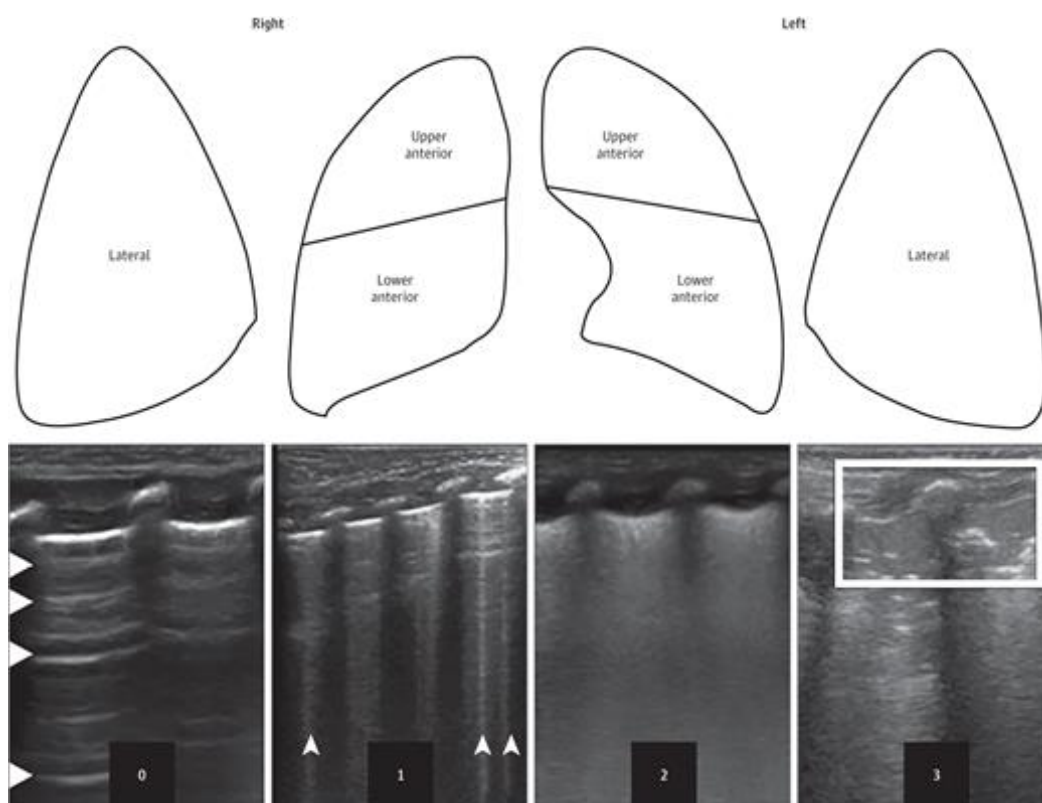 Right
Left
Lateral
Upper
anterior
Lower
anterior
Upper
anterior
Lower
anterior
Lateral
0
1
2
3